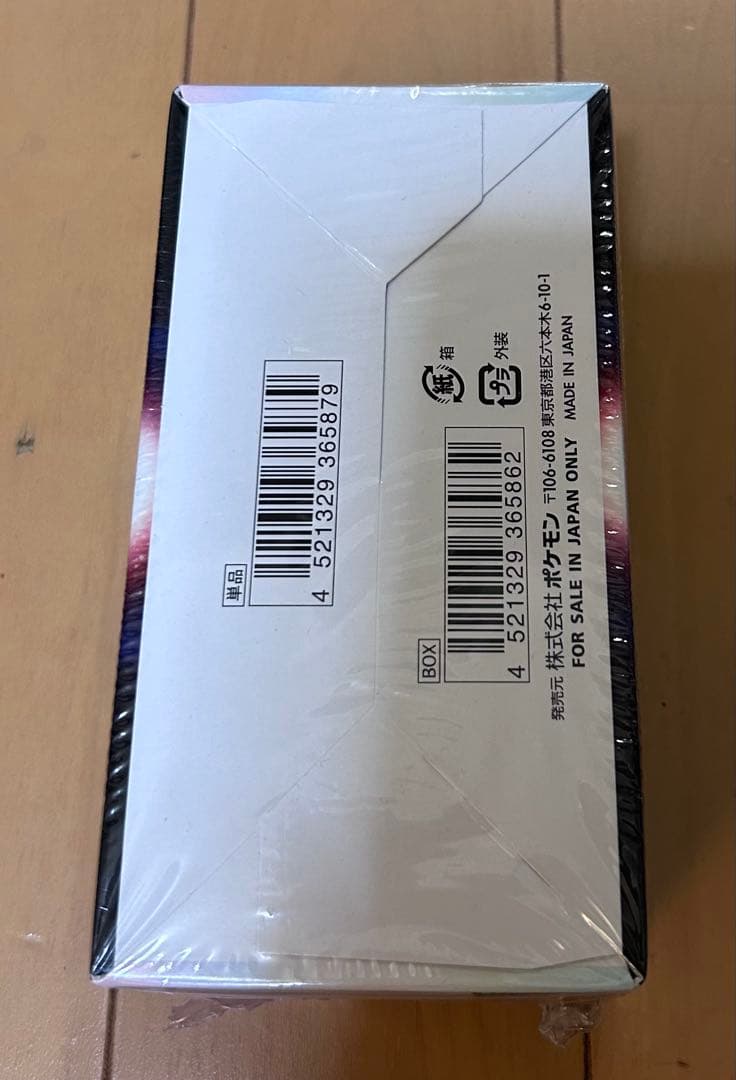 単品
4 521329 365879
BOX
4 521329 365862
紙 箱
プラ 外装
発売元 株式会社 ポケモン 〒106-6108 東京都港区六本木6-10-1
FOR SALE IN JAPAN ONLY MADE IN JAPAN